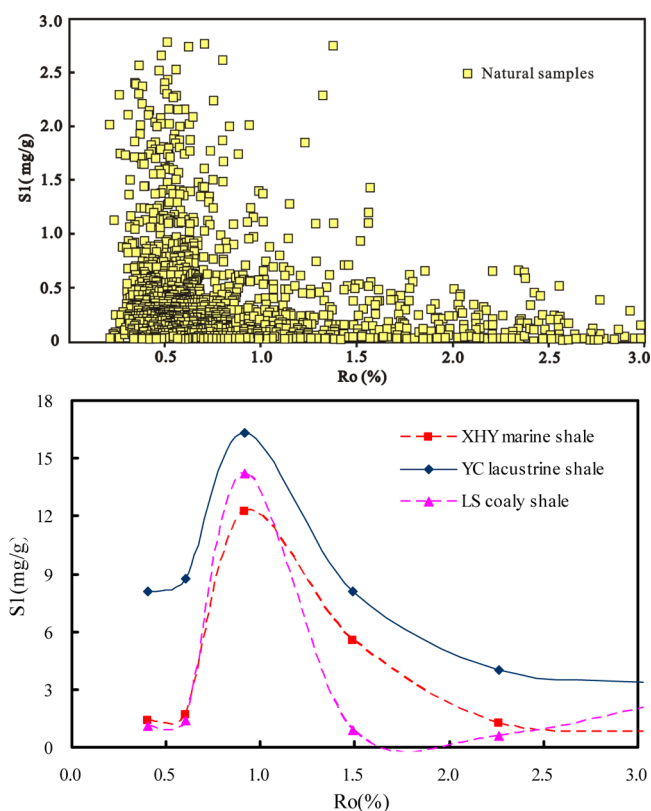 3.0
2.5
2.0
1.5
1.0
0.5
0
S1( mg/g)
Natural samples
0.5 1.0 1.5 2.0 2.5 3.0
Ro (%)
18
15
12
9
6
3
0
S1(mg/g)
XHY marine shale
YC lacustrine shale
LS coaly shale
0.0 0.5 1.0 1.5 2.0 2.5 3.0
Ro(%)